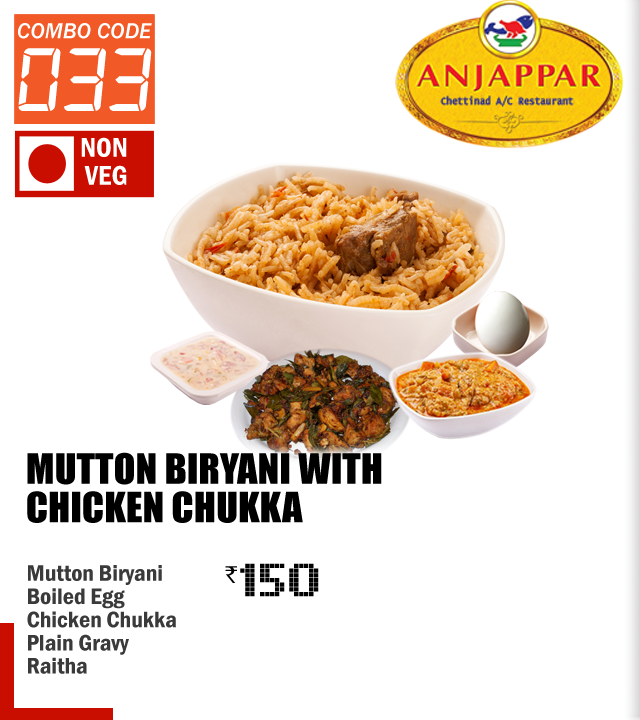 COMBO CODE
033
NON
VEG
ANJAPPAR
Chettinad A/C Restaurant
MUTTON BIRYANI WITH
CHICKEN CHUKKA
Mutton Biryani
₹150
Boiled Egg
Chicken Chukka
Plain Gravy
Raitha